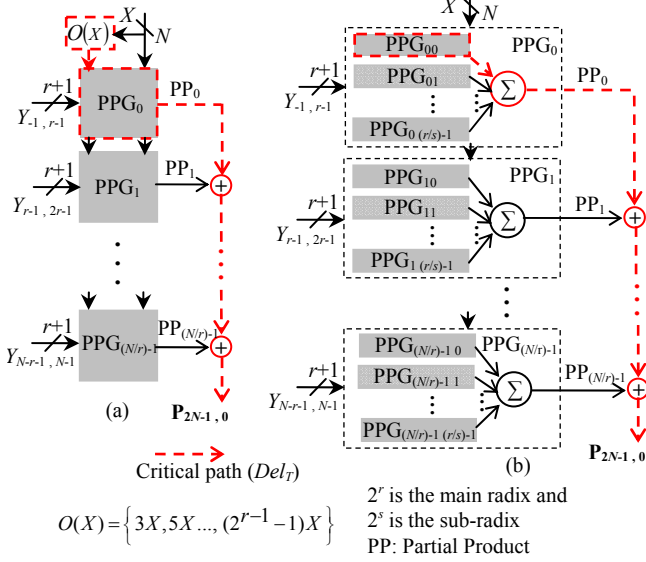 X
N
O(X)
r+1
Y-1 , r-1
PPG0
PP0
r+1
Yr-1 , 2r-1
PPG1
PP1
+
r+1
YN-r-1 , N-1
PPG(N/r)-1
PP(N/r)-1
+
(a)
P2N-1 , 0
X
N
PPG00
PPG0
PP0
r+1
Y-1 , r-1
PPG01
Σ
PPG0 (r/s)-1
PPG10
PPG1
r+1
Yr-1 , 2r-1
PPG11
Σ
PP1
+
PPG1 (r/s)-1
PPG(N/r)-1 0
PPG(N/r)-1
r+1
YN-r-1 , N-1
PPG(N/r)-1 1
Σ
PP(N/r)-1
+
PPG(N/r)-1 (r/s)-1
P2N-1 , 0
(b)
Critical path (DelT)
O(X) = {3X, 5X..., (2^r-1 −1)X}
2^r is the main radix and
2^s is the sub-radix
PP: Partial Product